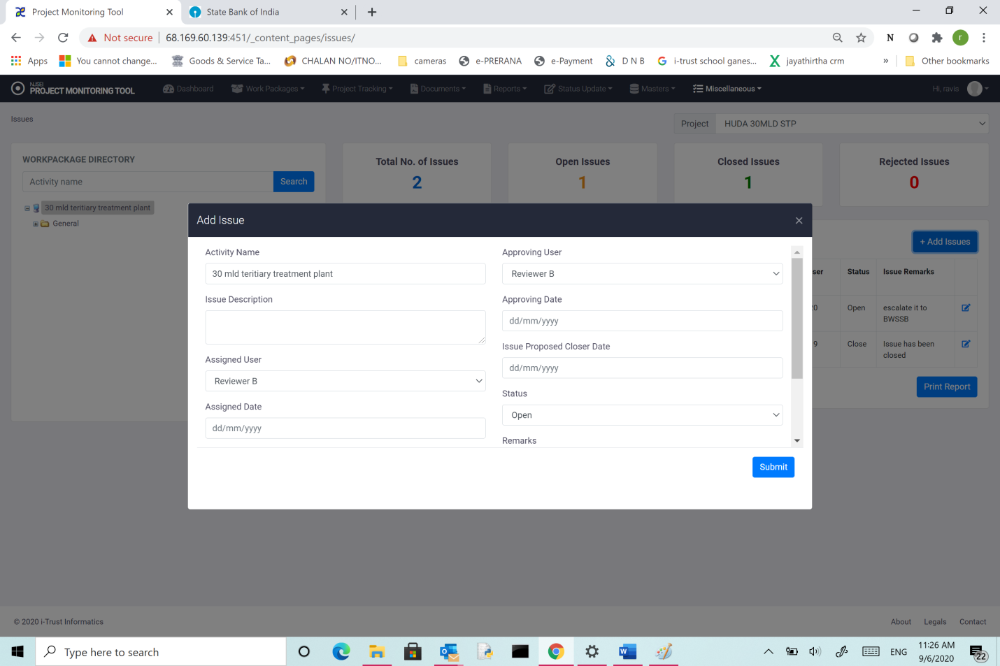 Project Monitoring Tool
State Bank of India
Not secure
68.169.60.139:451/_content_pages/issues/
N
r
Apps
You cannot change...
Goods & Service Ta...
CHALAN NO/ITNO...
cameras
e-PRERANA
e-Payment
D N B
i-trust school ganes...
jayathirtha crm
»
Other bookmarks
NJSEI
PROJECT MONITORING TOOL
Dashboard
Work Packages
Project Tracking
Documents
Reports
Status Update
Masters
Miscellaneous
Hi, ravis
Issues
Project
HUDA 30MLD STP
WORKPACKAGE DIRECTORY
Activity name
Search
30 mld teritiary treatment plant
General
Total No. of Issues
2
Open Issues
1
Closed Issues
1
Rejected Issues
0
+ Add Issues
ser
Status
Issue Remarks
Open
escalate it to
BWSSB
9
Close
Issue has been
closed
Print Report
Add Issue
×
Activity Name
30 mld teritiary treatment plant
Issue Description
Assigned User
Reviewer B
Assigned Date
dd/mm/yyyy
Approving User
Reviewer B
Approving Date
dd/mm/yyyy
Issue Proposed Closer Date
dd/mm/yyyy
Status
Open
Remarks
Submit
© 2020 i-Trust Informatics
About
Legals
Contact
Type here to search
ENG
11:26 AM
9/6/2020
22